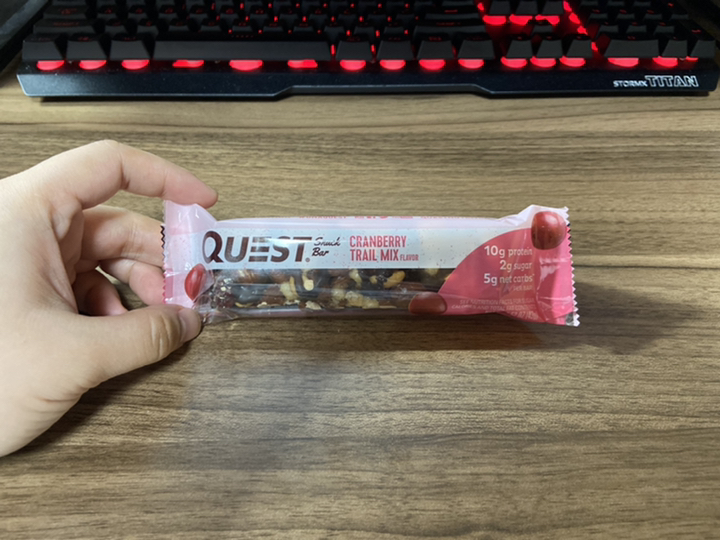 STORMX TITAN
QUEST® Snack Bar
CRANBERRY
TRAIL MIX FLAVOR
10g protein
2g sugar
5g net carbs